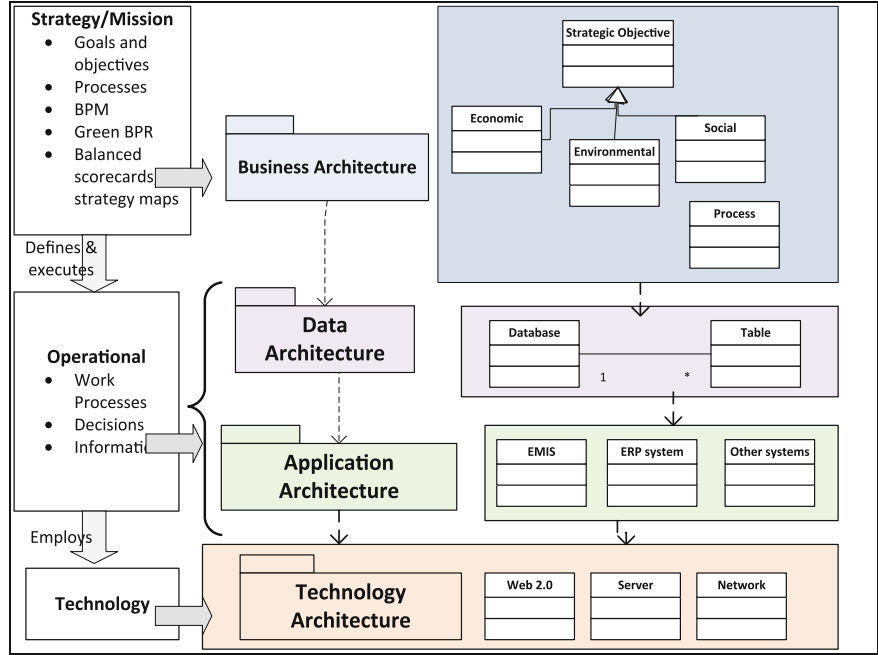 Strategy/Mission
• Goals and
objectives
• Processes
• BPM
• Green BPR
• Balanced
scorecards
strategy maps
Defines &
executes
Operational
• Work
Processes
• Decisions
• Informati
Employs
Technology
Business Architecture
Data
Architecture
Application
Architecture
Technology
Architecture
Strategic Objective
Economic
Environmental
Social
Process
Database
Table
1
*
EMIS
ERP system
Other systems
Web 2.0
Server
Network